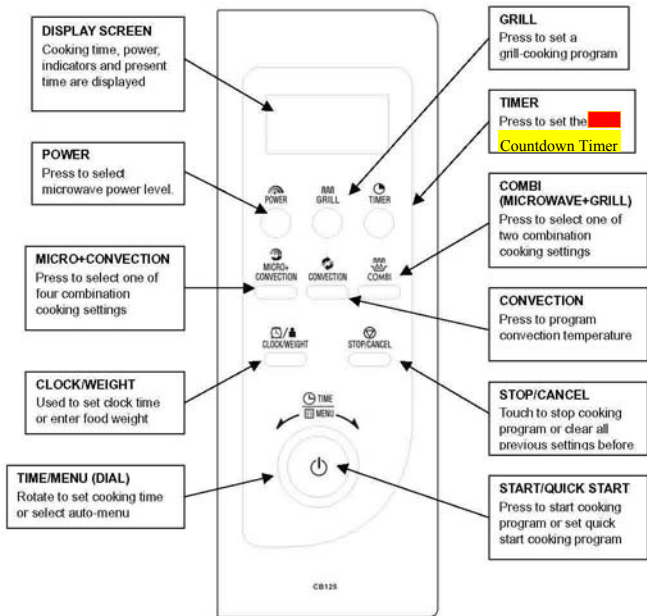 DISPLAY SCREEN
Cooking time, power,
indicators and present
time are displayed
POWER
Press to select
microwave power level.
MICRO+CONVECTION
Press to select one of
four combination
cooking settings
CLOCK/WEIGHT
Used to set clock time
or enter food weight
TIME/MENU (DIAL)
Rotate to set cooking time
or select auto-menu
POWER
GRILL
TIMER
MICRO+
CONVECTION
CONVECTION
COMBI
CLOCK/WEIGHT
STOP/CANCEL
TIME
MENU
CB125
GRILL
Press to set a
grill-cooking program
TIMER
Press to set the
Countdown Timer
COMBI
(MICROWAVE+GRILL)
Press to select one of
two combination
cooking settings
CONVECTION
Press to program
convection temperature
STOP/CANCEL
Touch to stop cooking
program or clear all
previous settings before
START/QUICK START
Press to start cooking
program or set quick
start cooking program